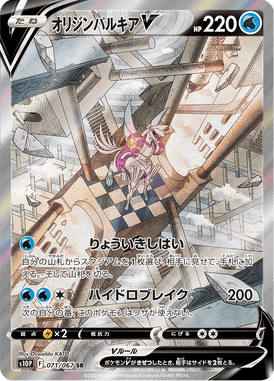 たね
オリジンパルキアV
HP 220
りょういきしはい
自分の山札からスタジアムを1枚選び、相手に見せて、手札に加える。そして山札を切る。
ハイドロブレイク 200
次の自分の番、このポケモンはワザが使えない。
弱点 ×2 抵抗力 にげる
Illus. Oswaldo KATO
Vルール
ポケモンVがきぜつしたとき、相手はサイドを2枚とる。
s10P F 071/067 SR